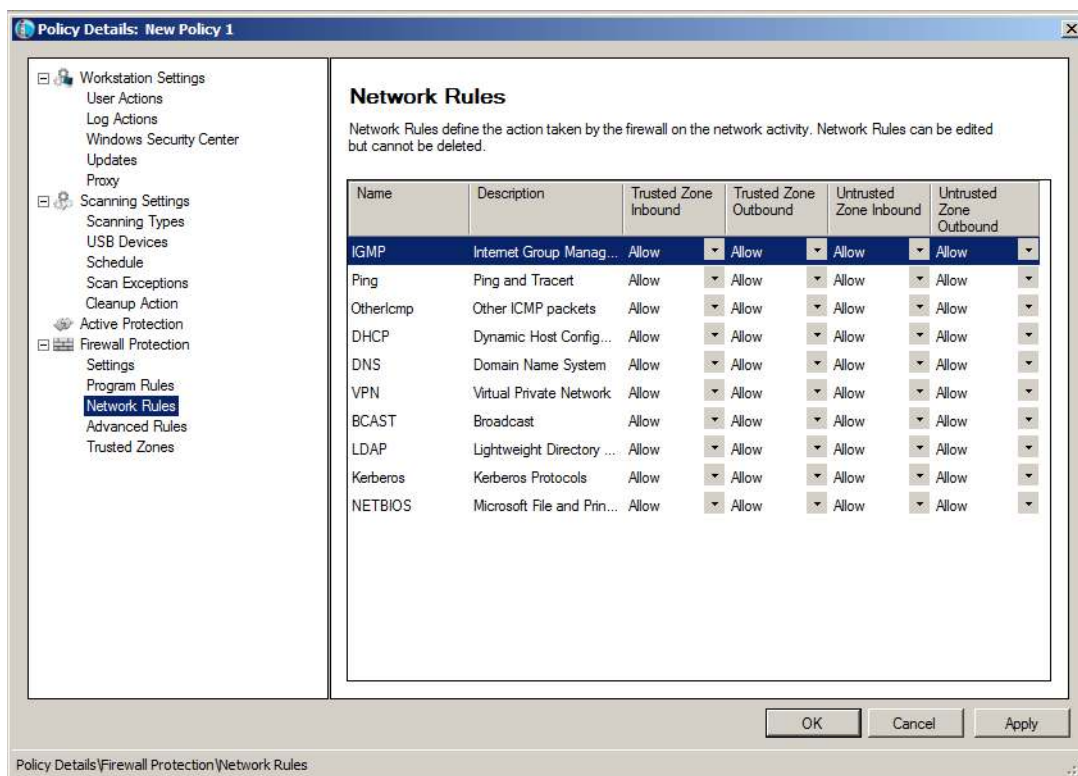 Policy Details: New Policy 1
Workstation Settings
User Actions
Log Actions
Windows Security Center
Updates
Proxy
Scanning Settings
Scanning Types
USB Devices
Schedule
Scan Exceptions
Cleanup Action
Active Protection
Firewall Protection
Settings
Program Rules
Network Rules
Advanced Rules
Trusted Zones
Network Rules
Network Rules define the action taken by the firewall on the network activity. Network Rules can be edited
but cannot be deleted.
Name Description Trusted Zone Inbound Trusted Zone Outbound Untrusted Zone Inbound Untrusted Zone Outbound
IGMP Internet Group Manag... Allow Allow Allow Allow
Ping Ping and Tracert Allow Allow Allow Allow
OtherIcmp Other ICMP packets Allow Allow Allow Allow
DHCP Dynamic Host Config... Allow Allow Allow Allow
DNS Domain Name System Allow Allow Allow Allow
VPN Virtual Private Network Allow Allow Allow Allow
BCAST Broadcast Allow Allow Allow Allow
LDAP Lightweight Directory ... Allow Allow Allow Allow
Kerberos Kerberos Protocols Allow Allow Allow Allow
NETBIOS Microsoft File and Prin... Allow Allow Allow Allow
OK Cancel Apply
Policy Details\Firewall Protection\Network Rules